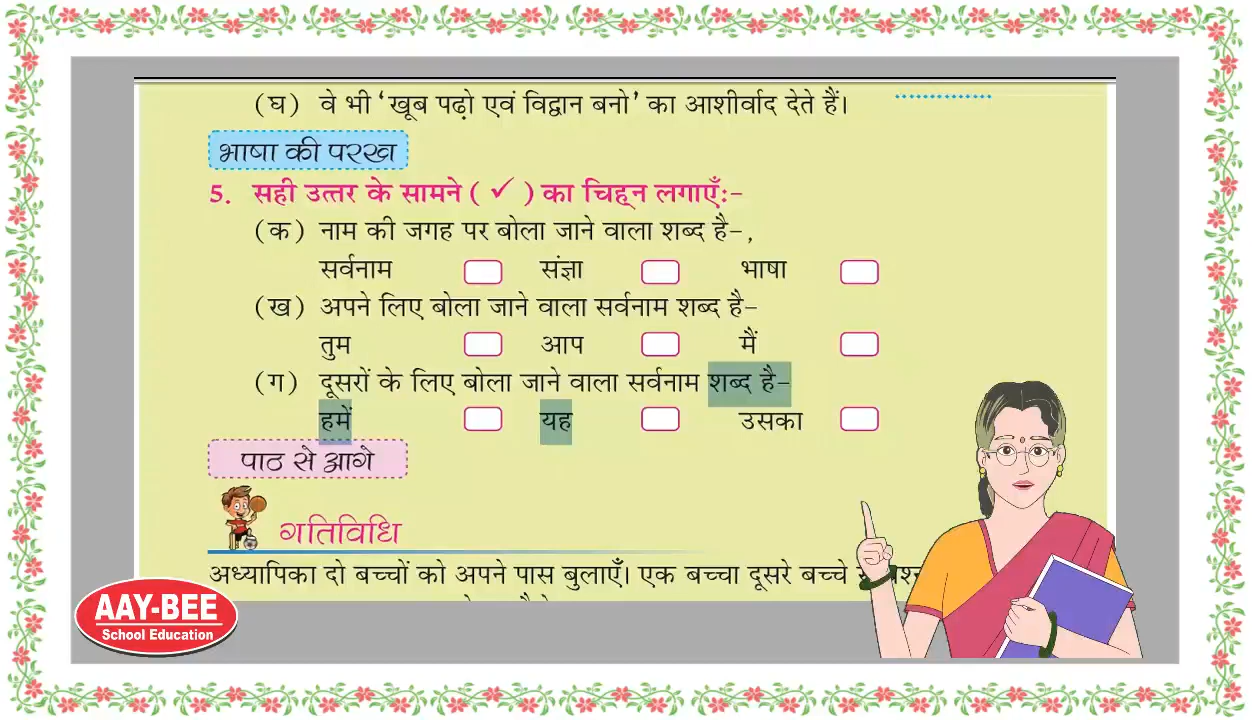 (घ) वे भी ‘खूब पढ़ो एवं विद्वान बनो’ का आशीर्वाद देते हैं।
भाषा की परख
5. सही उत्तर के सामने ( ✓ ) का चिह्न लगाएँ:–
(क) नाम की जगह पर बोला जाने वाला शब्द है–,
सर्वनाम संज्ञा भाषा
(ख) अपने लिए बोला जाने वाला सर्वनाम शब्द है–
तुम आप मैं
(ग) दूसरों के लिए बोला जाने वाला सर्वनाम शब्द है–
हमें यह उसका
पाठ से आगे
गतिविधि
अध्यापिका दो बच्चों को अपने पास बुलाएँ। एक बच्चा दूसरे बच्चे
AAY-BEE
School Education